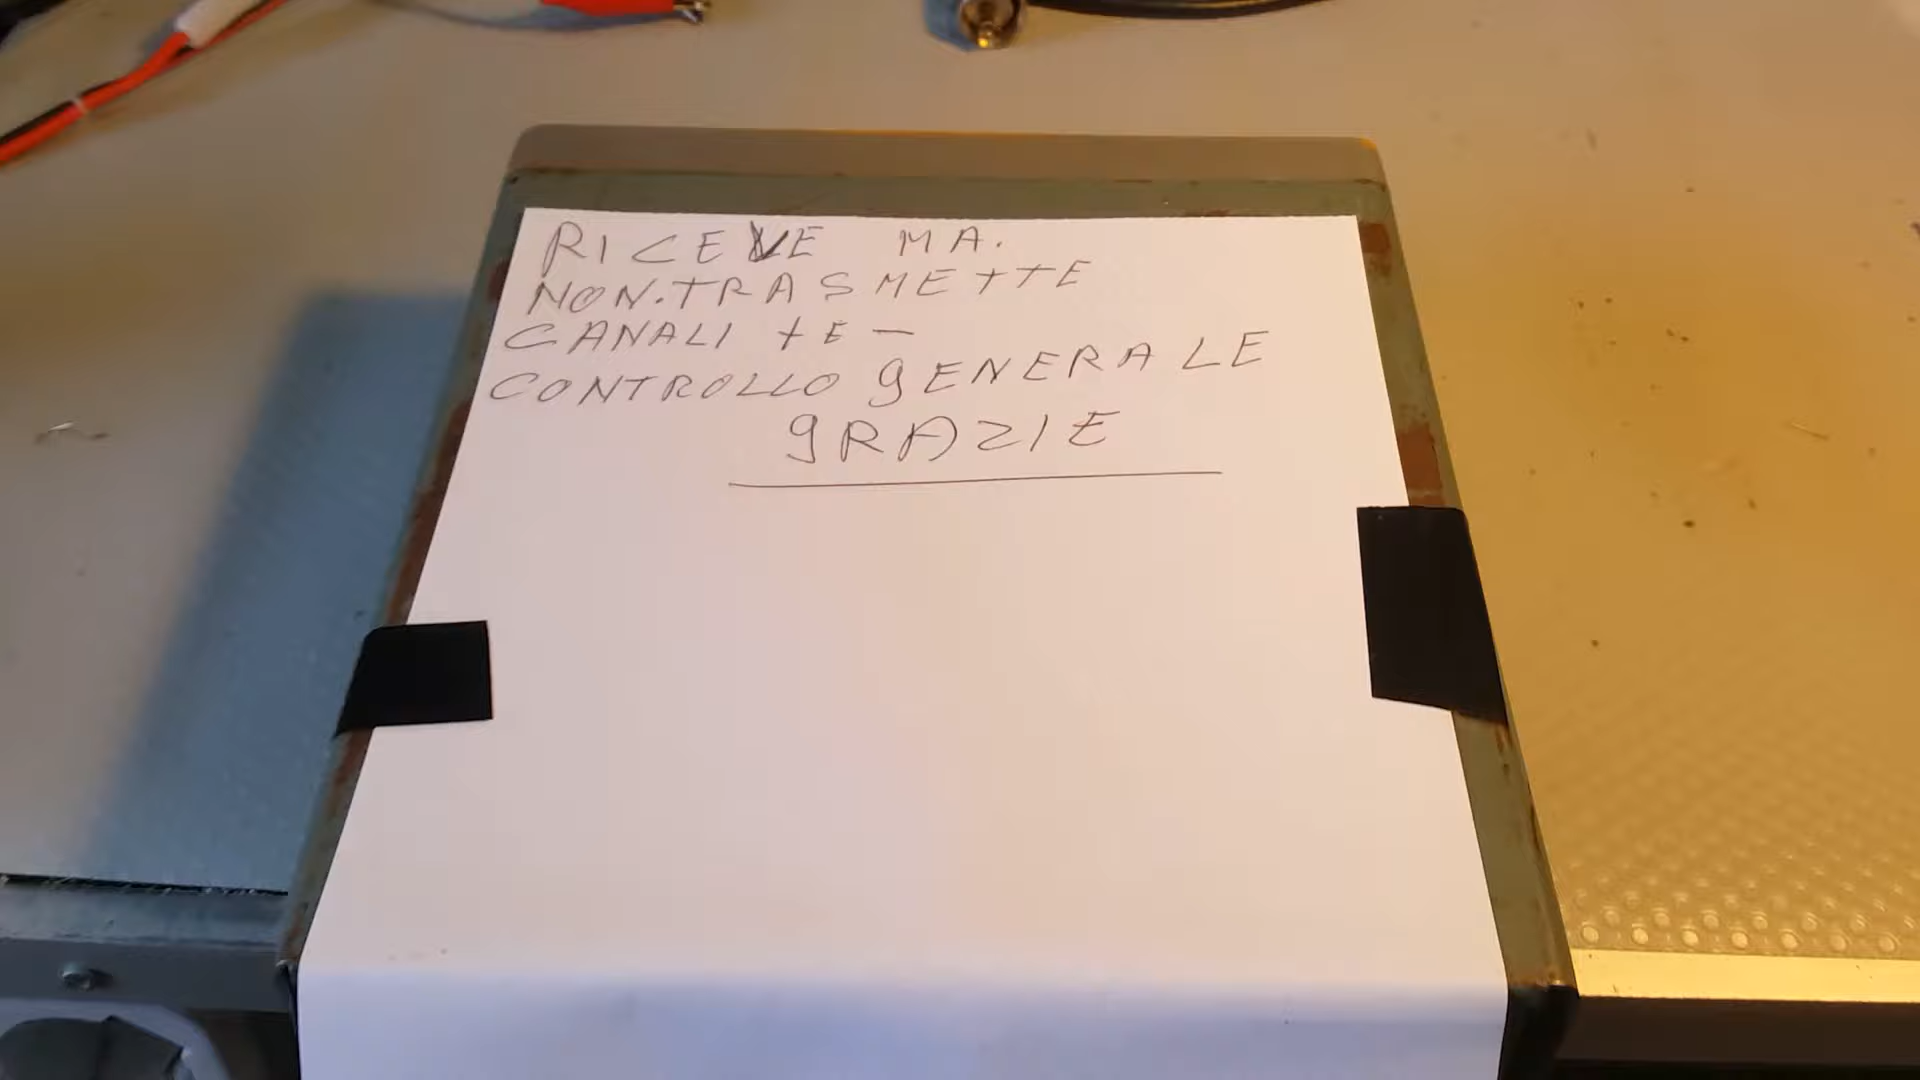 RICEVE MA.
NON.TRASMETTE
CANALI + E -
CONTROLLO gENERALE
gRAZIE